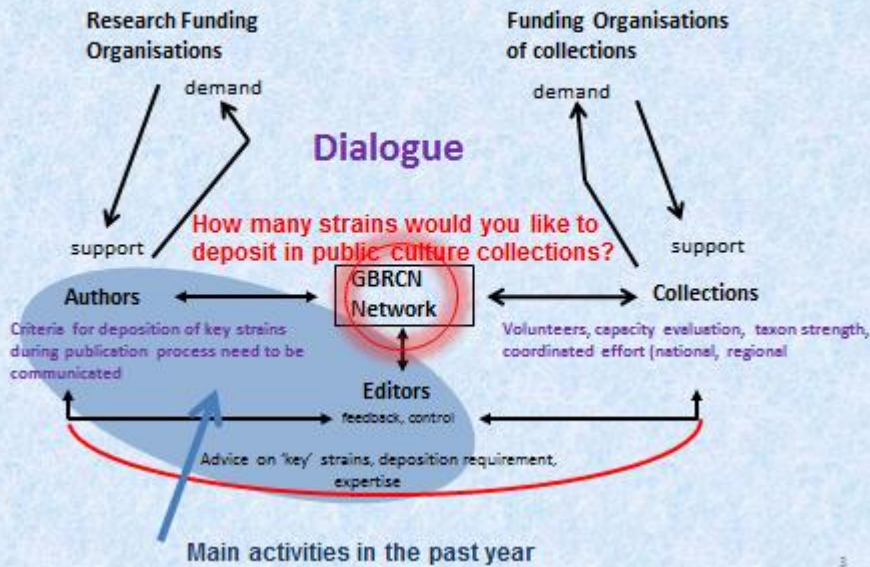 Research Funding
Organisations
Funding Organisations
of collections
demand
demand
Dialogue
How many strains would you like to
deposit in public culture collections?
support
support
GBRCN
Network
Authors
Collections
Criteria for deposition of key strains
during publication process need to be
communicated
Volunteers, capacity evaluation, taxon strength,
coordinated effort (national, regional
Editors
feedback, control
Advice on 'key' strains, deposition requirement,
expertise
Main activities in the past year
3